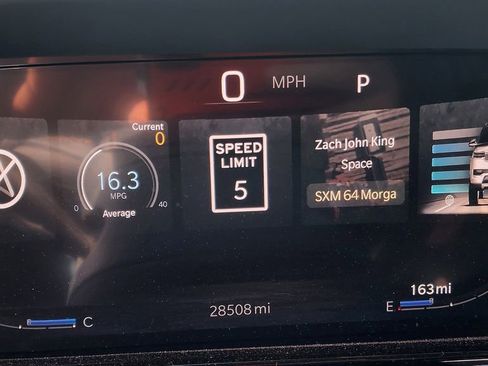 0 MPH P
Current
0
16.3
MPG
0 40
Average
SPEED
LIMIT
5
Zach John King
Space
SXM 64 Morga
163 mi
E
C
28508 mi